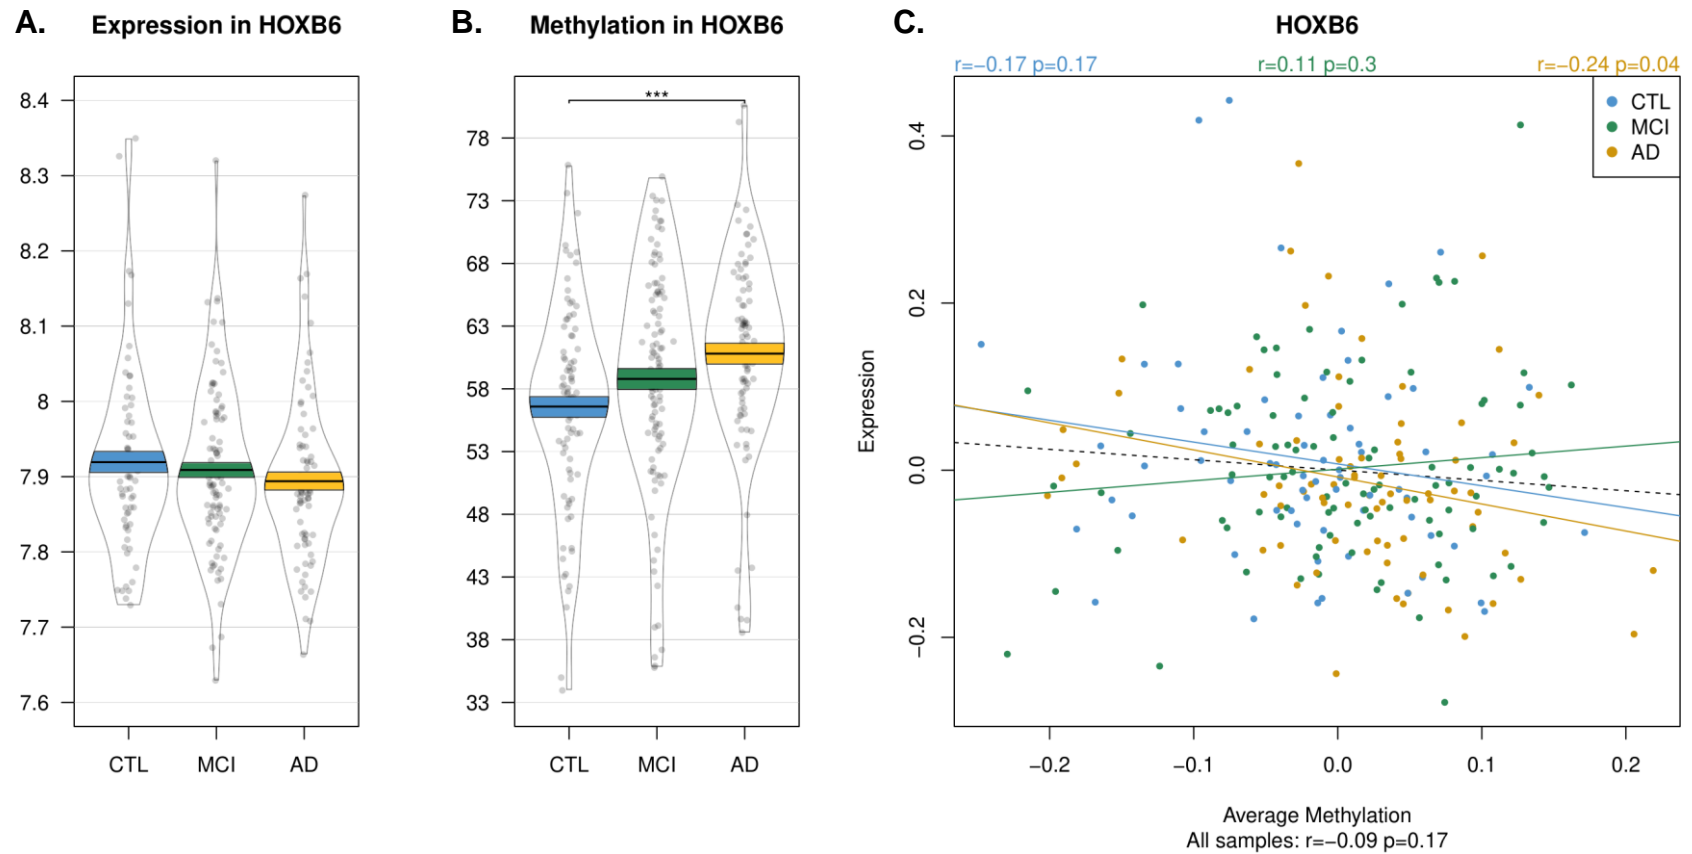 A. Expression in HOXB6
8.4
8.3
8.2
8.1
8
7.9
7.8
7.7
7.6
CTL MCI AD
B. Methylation in HOXB6
***
78
73
68
63
58
53
48
43
38
33
CTL MCI AD
C. HOXB6
r=−0.17 p=0.17 r=0.11 p=0.3 r=−0.24 p=0.04
CTL
MCI
AD
Expression
0.4
0.2
0.0
−0.2
−0.2 −0.1 0.0 0.1 0.2
Average Methylation
All samples: r=−0.09 p=0.17